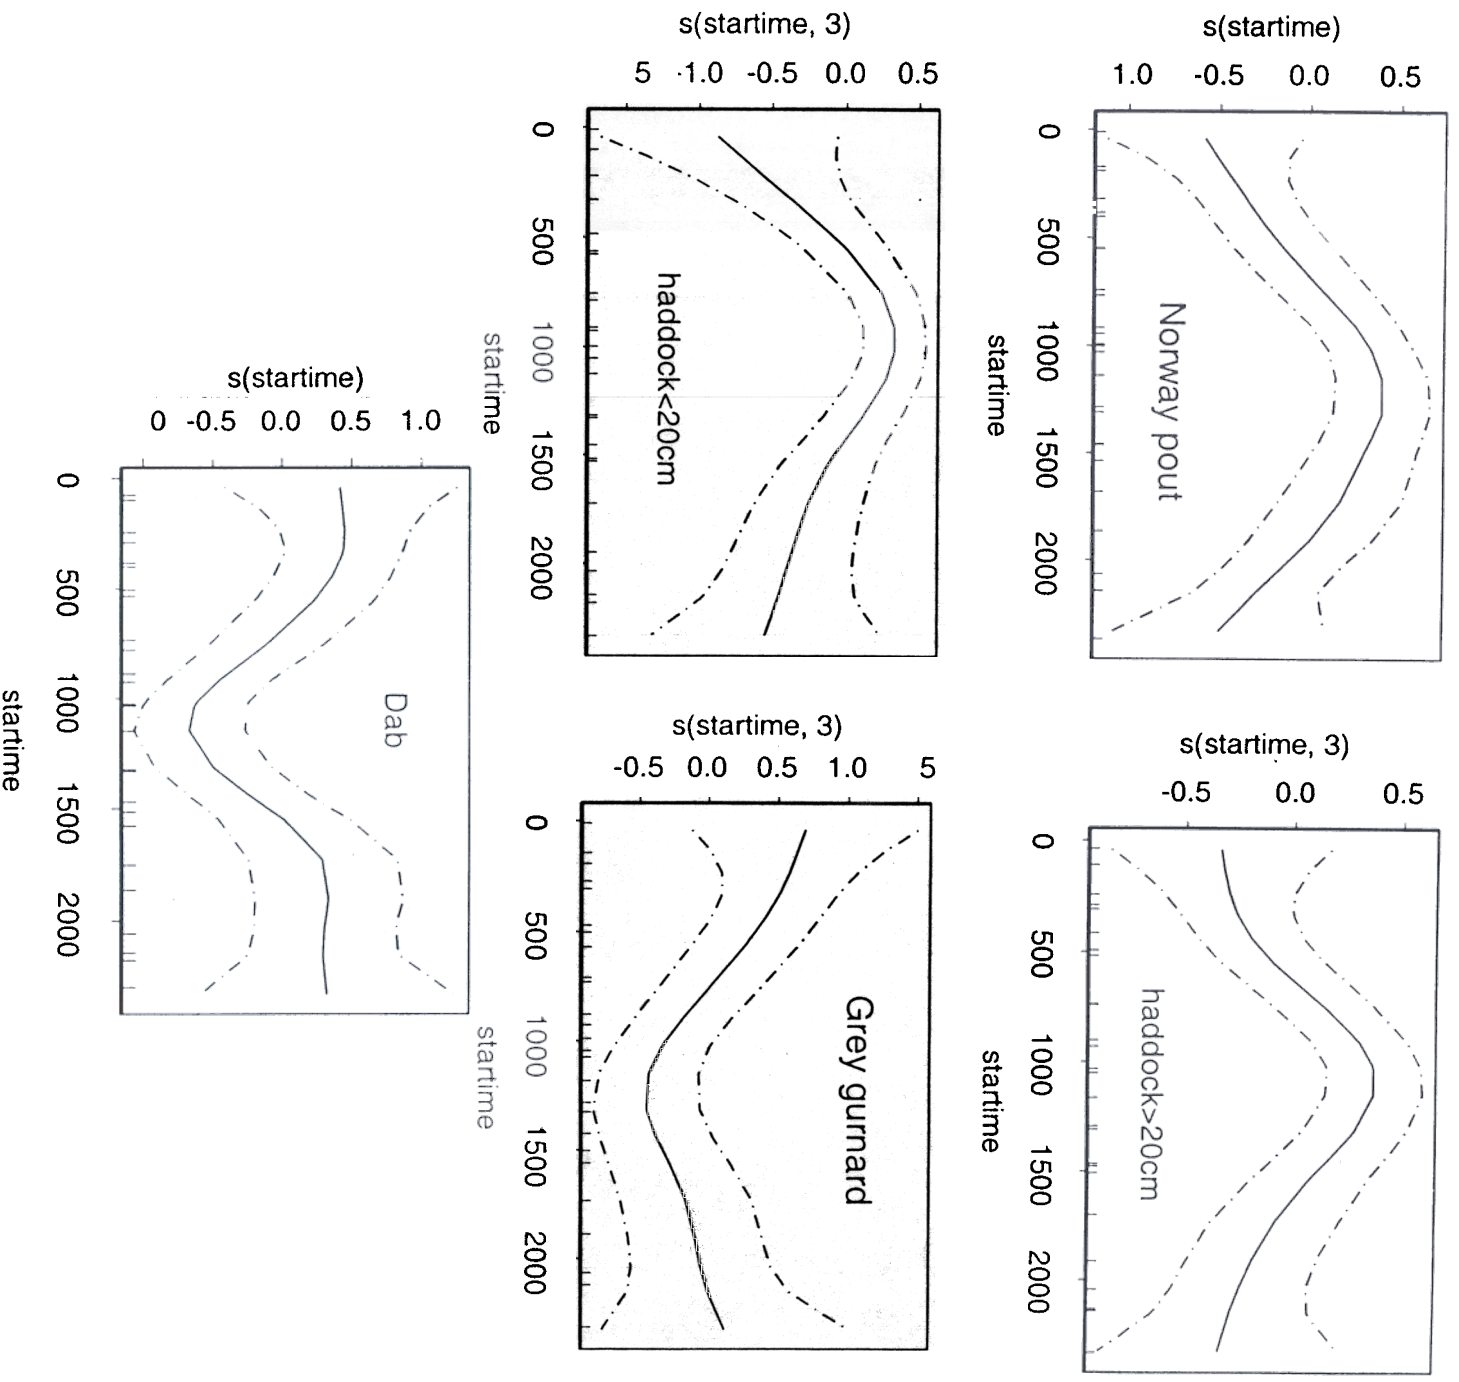 s(startime)
1.0 -0.5 0.0 0.5
0 500 1000 1500 2000
startime
Norway pout
s(startime, 3)
-0.5 0.0 0.5
0 500 1000 1500 2000
startime
haddock>20cm
s(startime, 3)
5 -1.0 -0.5 0.0 0.5
0 500 1000 1500 2000
startime
haddock<20cm
s(startime, 3)
-0.5 0.0 0.5 1.0 5
0 500 1000 1500 2000
startime
Grey gurnard
s(startime)
0 -0.5 0.0 0.5 1.0
0 500 1000 1500 2000
startime
Dab